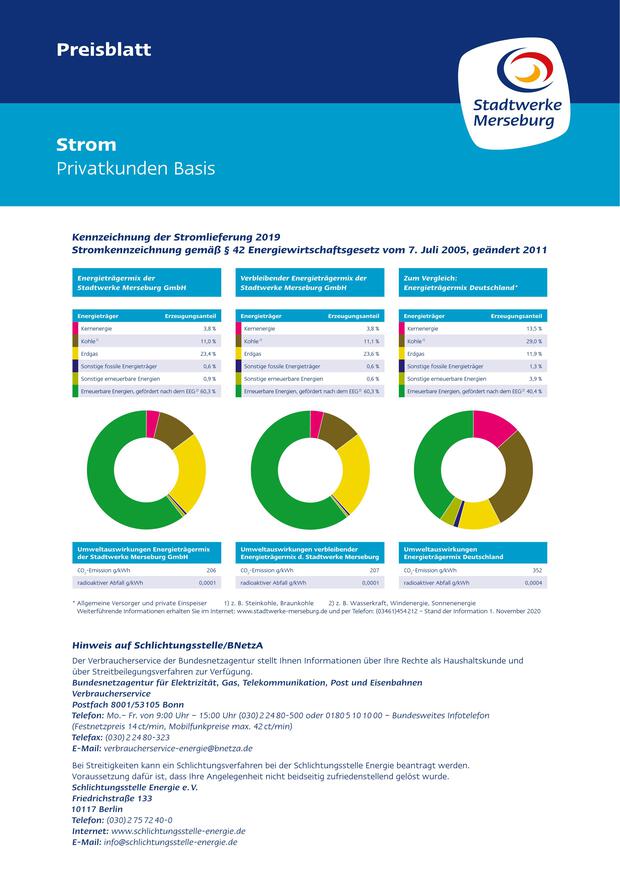 Preisblatt
Stadtwerke
Merseburg
Strom
Privatkunden Basis
Kennzeichnung der Stromlieferung 2019
Stromkennzeichnung gemäß § 42 Energiewirtschaftsgesetz vom 7. Juli 2005, geändert 2011
Energieträgermix der
Stadtwerke Merseburg GmbH
Energieträger Erzeugungsanteil
Kernenergie 3,8 %
Kohle 1) 11,0 %
Erdgas 23,4 %
Sonstige fossile Energieträger 0,6 %
Sonstige erneuerbare Energien 0,9 %
Erneuerbare Energien, gefördert nach dem EEG 2) 60,3 %
Verbleibender Energieträgermix der
Stadtwerke Merseburg GmbH
Energieträger Erzeugungsanteil
Kernenergie 3,8 %
Kohle 1) 11,1 %
Erdgas 23,6 %
Sonstige fossile Energieträger 0,6 %
Sonstige erneuerbare Energien 0,6 %
Erneuerbare Energien, gefördert nach dem EEG 2) 60,3 %
Zum Vergleich:
Energieträgermix Deutschland*
Energieträger Erzeugungsanteil
Kernenergie 13,5 %
Kohle 1) 29,0 %
Erdgas 11,9 %
Sonstige fossile Energieträger 1,3 %
Sonstige erneuerbare Energien 3,9 %
Erneuerbare Energien, gefördert nach dem EEG 2) 40,4 %
Umweltauswirkungen Energieträgermix
der Stadtwerke Merseburg GmbH
CO2-Emission g/kWh 206
radioaktiver Abfall g/kWh 0,0001
Umweltauswirkungen verbleibender
Energieträgermix d. Stadtwerke Merseburg
CO2-Emission g/kWh 207
radioaktiver Abfall g/kWh 0,0001
Umweltauswirkungen
Energieträgermix Deutschland
CO2-Emission g/kWh 352
radioaktiver Abfall g/kWh 0,0004
* Allgemeine Versorger und private Einspeiser 1) z. B. Steinkohle, Braunkohle 2) z. B. Wasserkraft, Windenergie, Sonnenenergie
Weiterführende Informationen erhalten Sie im Internet: www.stadtwerke-merseburg.de und per Telefon: (03461) 454 212 – Stand der Information 1. November 2020
Hinweis auf Schlichtungsstelle/BNetzA
Der Verbraucherservice der Bundesnetzagentur stellt Ihnen Informationen über Ihre Rechte als Haushaltskunde und
über Streitbeilegungsverfahren zur Verfügung.
Bundesnetzagentur für Elektrizität, Gas, Telekommunikation, Post und Eisenbahnen
Verbraucherservice
Postfach 8001/53105 Bonn
Telefon: Mo.– Fr. von 9:00 Uhr – 15:00 Uhr (030) 2 24 80-500 oder 0180 5 10 10 00 – Bundesweites Infotelefon
(Festnetzpreis 14 ct/min, Mobilfunkpreise max. 42 ct/min)
Telefax: (030) 2 24 80-323
E-Mail: verbraucherservice-energie@bnetza.de
Bei Streitigkeiten kann ein Schlichtungsverfahren bei der Schlichtungsstelle Energie beantragt werden.
Voraussetzung dafür ist, dass Ihre Angelegenheit nicht beidseitig zufriedenstellend gelöst wurde.
Schlichtungsstelle Energie e. V.
Friedrichstraße 133
10117 Berlin
Telefon: (030) 2 75 72 40-0
Internet: www.schlichtungsstelle-energie.de
E-Mail: info@schlichtungsstelle-energie.de